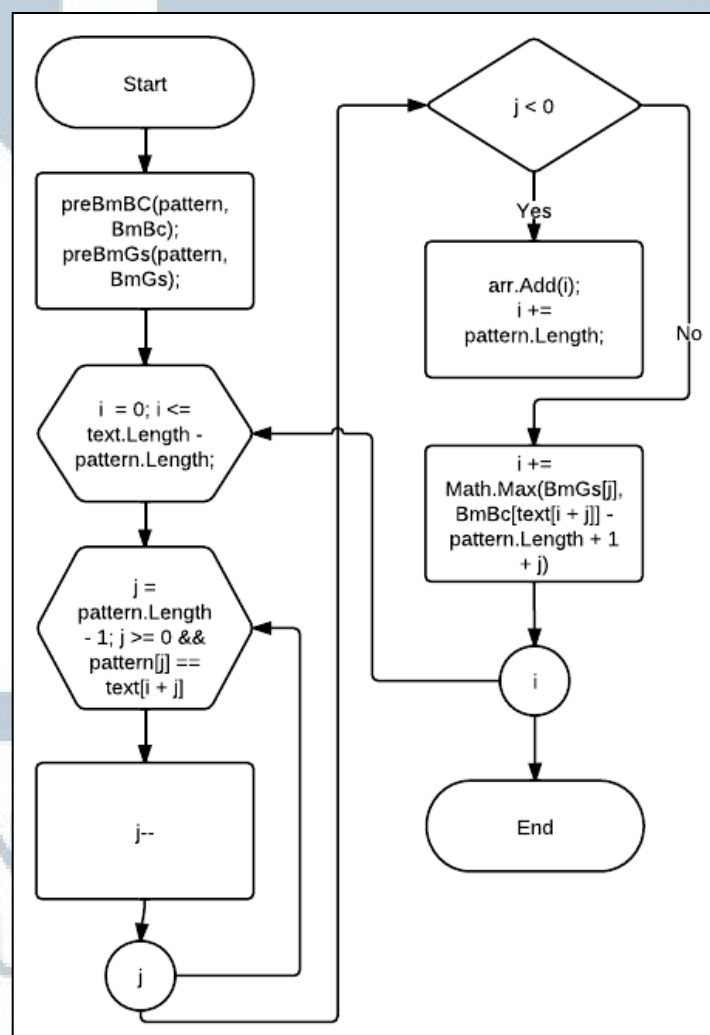 Start
preBmBC(pattern,
BmBc);
preBmGs(pattern,
BmGs);
i = 0; i <=
text.Length -
pattern.Length;
j =
pattern.Length
- 1; j >= 0 &&
pattern[j] ==
text[i + j]
j--
j
j < 0
Yes
arr.Add(i);
i +=
pattern.Length;
No
i +=
Math.Max(BmGs[j],
BmBc[text[i + j]] -
pattern.Length + 1
+ j)
i
End